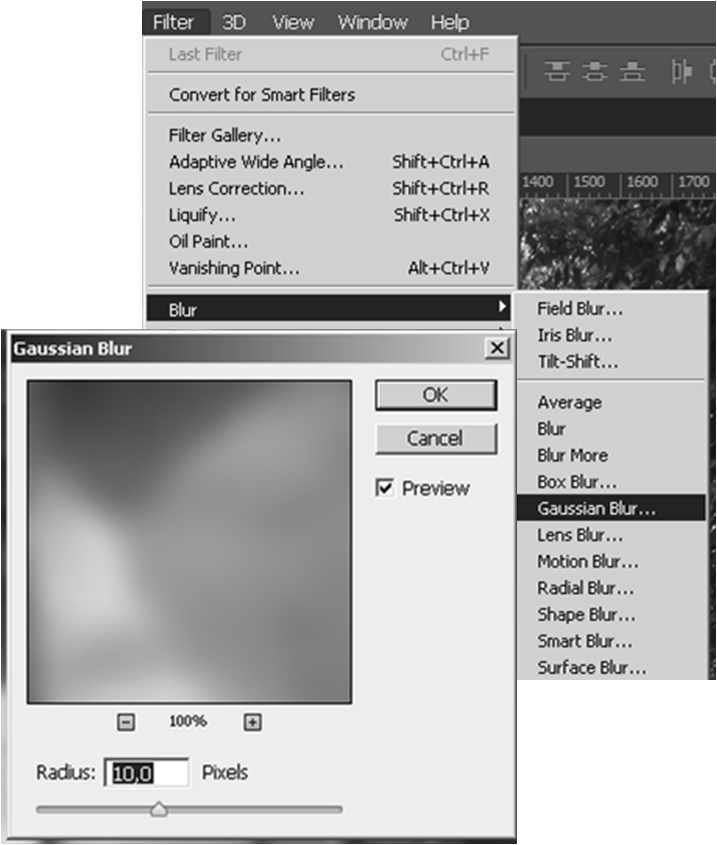 Filter 3D View Window Help
Last Filter Ctrl+F
Convert for Smart Filters
Filter Gallery...
Adaptive Wide Angle... Shift+Ctrl+A
Lens Correction... Shift+Ctrl+R
Liquify... Shift+Ctrl+X
Oil Paint...
Vanishing Point... Alt+Ctrl+V
Blur
1400 1500 1600 1700
Field Blur...
Iris Blur...
Tilt-Shift...
Average
Blur
Blur More
Box Blur...
Gaussian Blur...
Lens Blur...
Motion Blur...
Radial Blur...
Shape Blur...
Smart Blur...
Surface Blur...
Gaussian Blur
OK
Cancel
Preview
100%
Radius: 10,0 Pixels